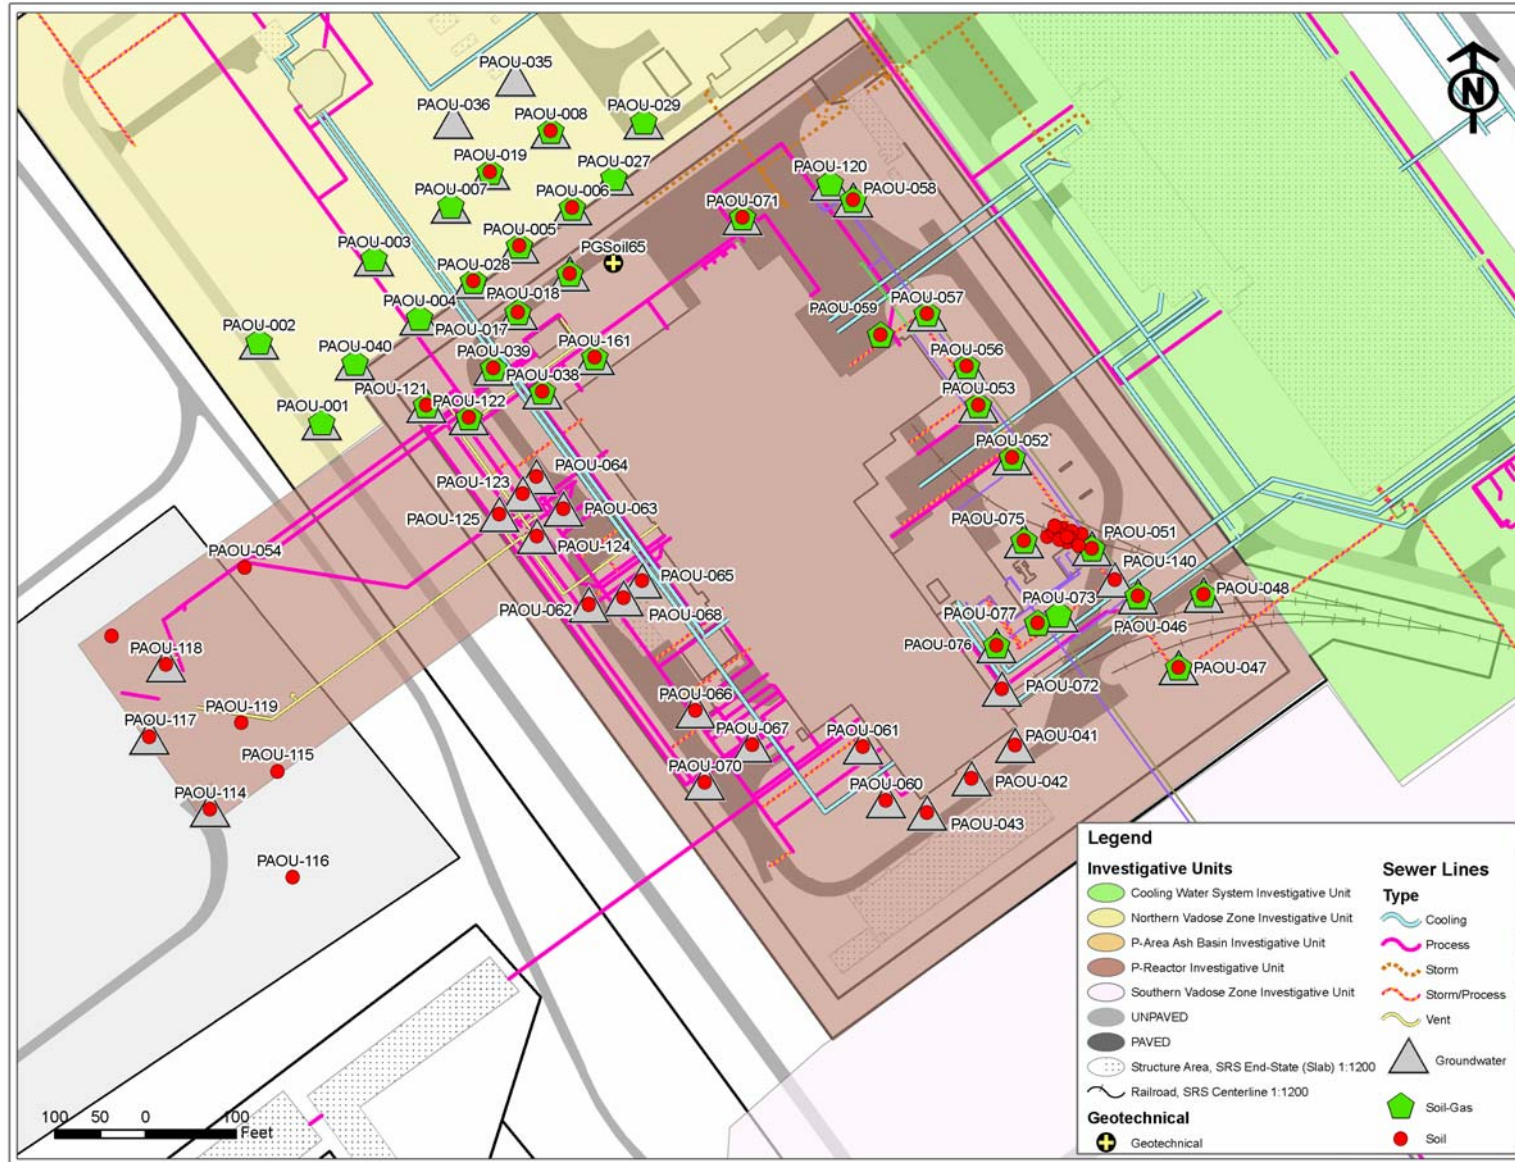 PAOU-035
PAOU-036
PAOU-008
PAOU-029
PAOU-019
PAOU-027
PAOU-007
PAOU-006
PAOU-120
PAOU-058
PAOU-071
PAOU-005
PAOU-003
PGSoil65
PAOU-028
PAOU-018
PAOU-004
PAOU-017
PAOU-059
PAOU-057
PAOU-002
PAOU-040
PAOU-039
PAOU-161
PAOU-056
PAOU-038
PAOU-053
PAOU-121
PAOU-122
PAOU-001
PAOU-052
PAOU-064
PAOU-123
PAOU-063
PAOU-125
PAOU-124
PAOU-075
PAOU-051
PAOU-140
PAOU-054
PAOU-065
PAOU-062
PAOU-068
PAOU-073
PAOU-048
PAOU-077
PAOU-046
PAOU-076
PAOU-118
PAOU-047
PAOU-072
PAOU-066
PAOU-119
PAOU-117
PAOU-067
PAOU-061
PAOU-041
PAOU-115
PAOU-070
PAOU-114
PAOU-060
PAOU-042
PAOU-043
PAOU-116
N
100 50 0 100
Feet
Legend
Investigative Units
Cooling Water System Investigative Unit
Northern Vadose Zone Investigative Unit
P-Area Ash Basin Investigative Unit
P-Reactor Investigative Unit
Southern Vadose Zone Investigative Unit
UNPAVED
PAVED
Structure Area, SRS End-State (Slab) 1:1200
Railroad, SRS Centerline 1:1200
Geotechnical
Geotechnical
Sewer Lines
Type
Cooling
Process
Storm
Storm/Process
Vent
Groundwater
Soil-Gas
Soil